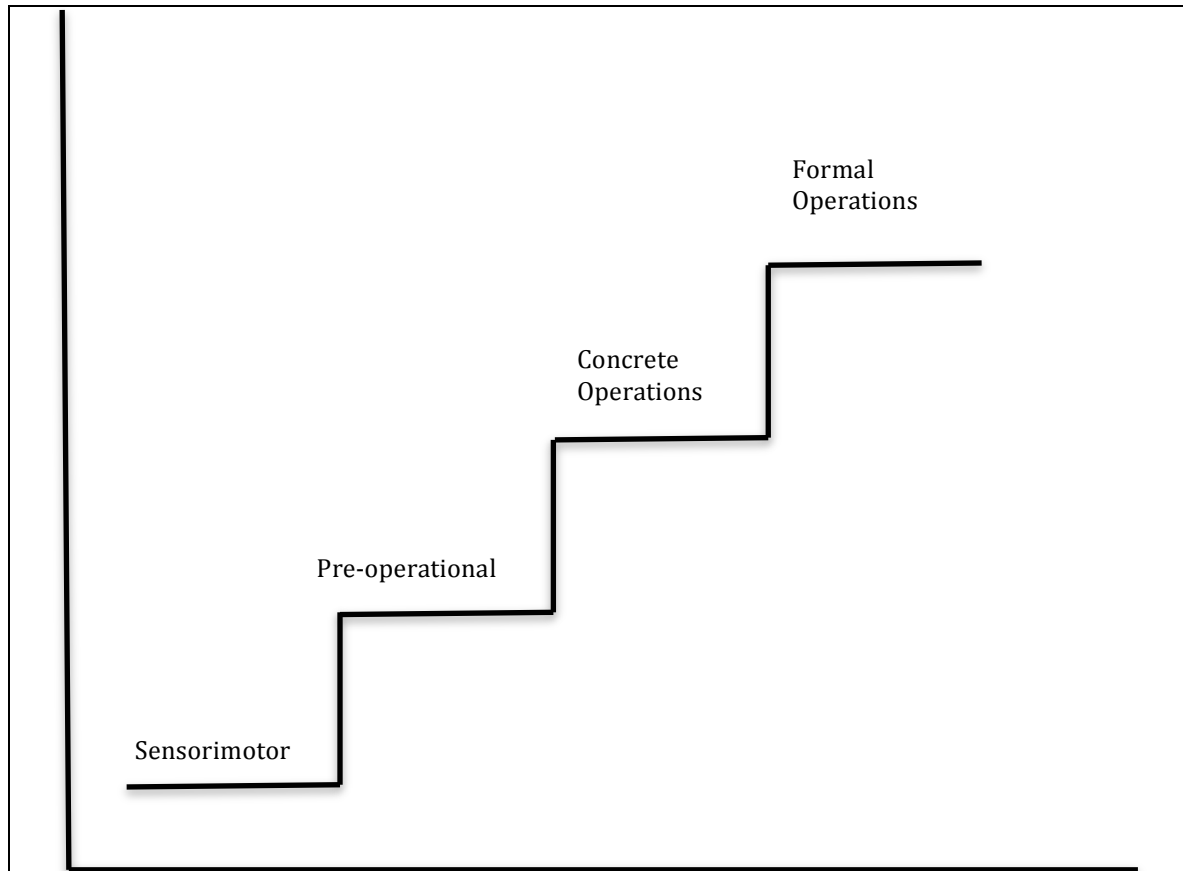 Formal
Operations
Concrete
Operations
Pre-operational
Sensorimotor